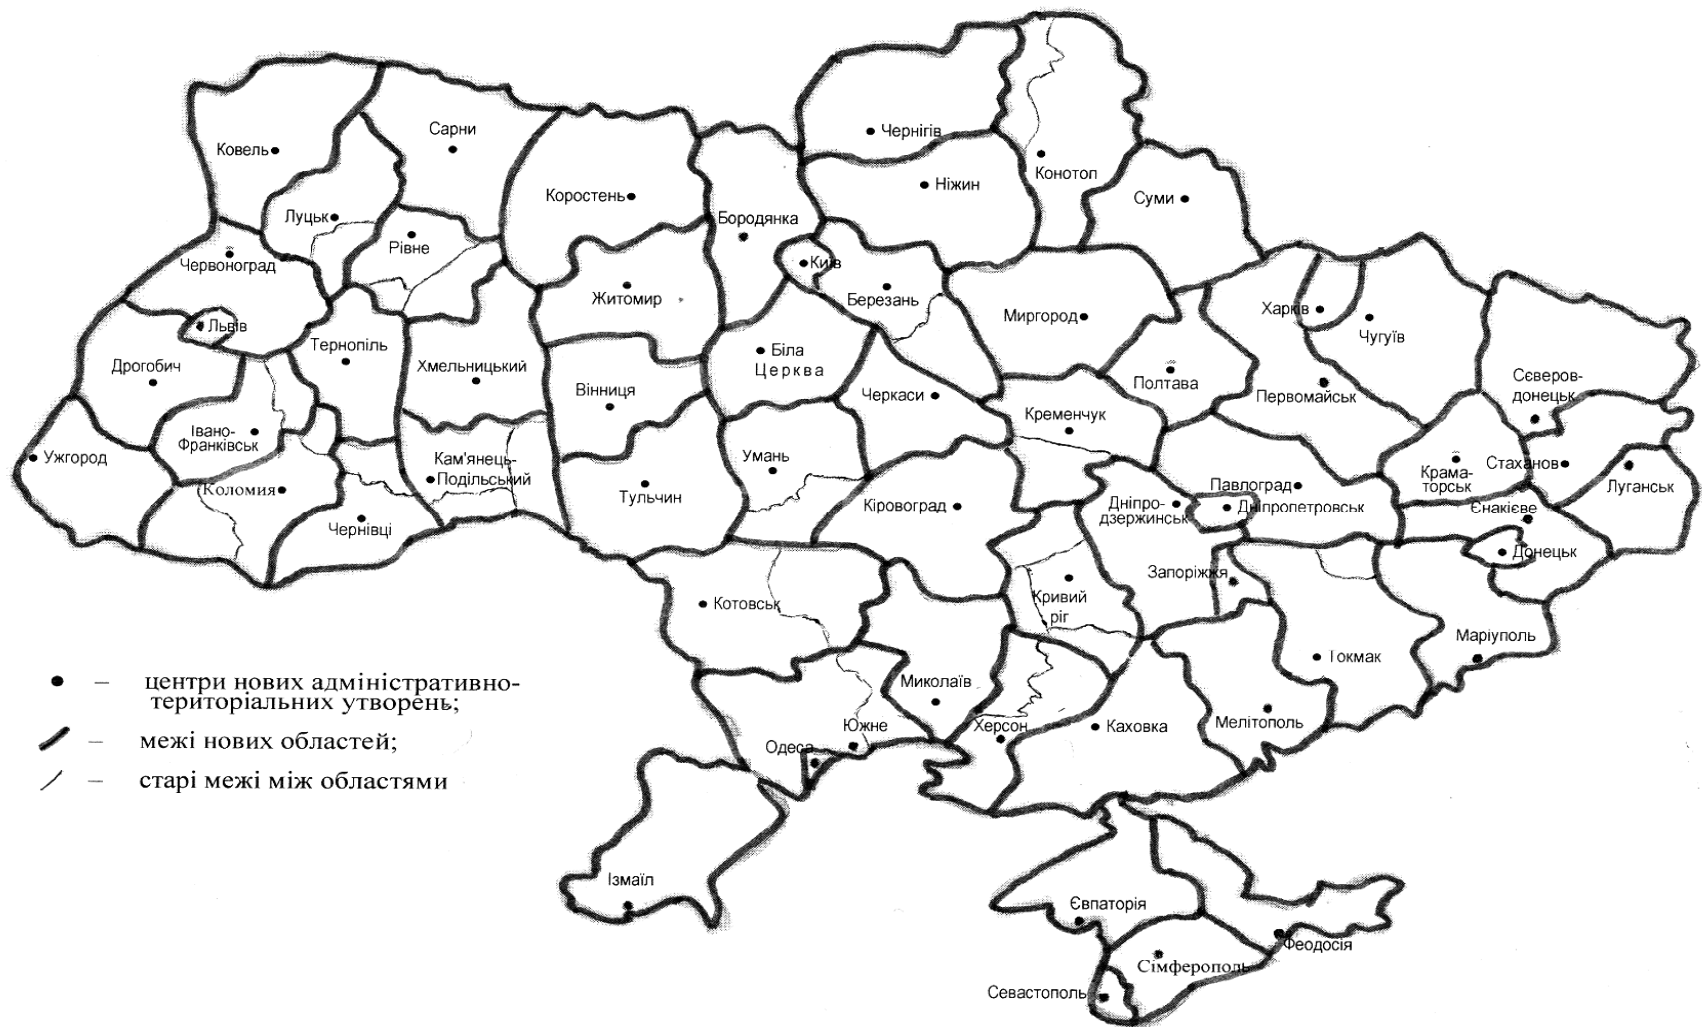 Чернігів
Сарни
Ковель
Конотоп
Ніжин
Коростень
Суми
Луцьк
Бородянка
Рівне
Червоноград
Київ
Житомир
Березань
Харків
Миргород
Львів
Чугуїв
Тернопіль
Біла
Церква
Дрогобич
Хмельницький
Вінниця
Полтава
Сєверов-
донецьк
Черкаси
Первомайськ
Кременчук
Івано-
Франківськ
Ужгород
Умань
Кам'янець-
Подільський
Крама-
торськ
Стаханов
Луганськ
Коломия
Тульчин
Павлоград
Кіровоград
Дніпро-
дзержинськ
Дніпропетровськ
Єнакієве
Чернівці
Донецьк
Запоріжжя
Котовськ
Кривий
ріг
Маріуполь
Токмак
Миколаїв
Мелітополь
Южне
Херсон
Каховка
Одеса
– центри нових адміністративно-
територіальних утворень;
– межі нових областей;
– старі межі між областями
Ізмаїл
Євпаторія
Феодосія
Сімферополь
Севастополь